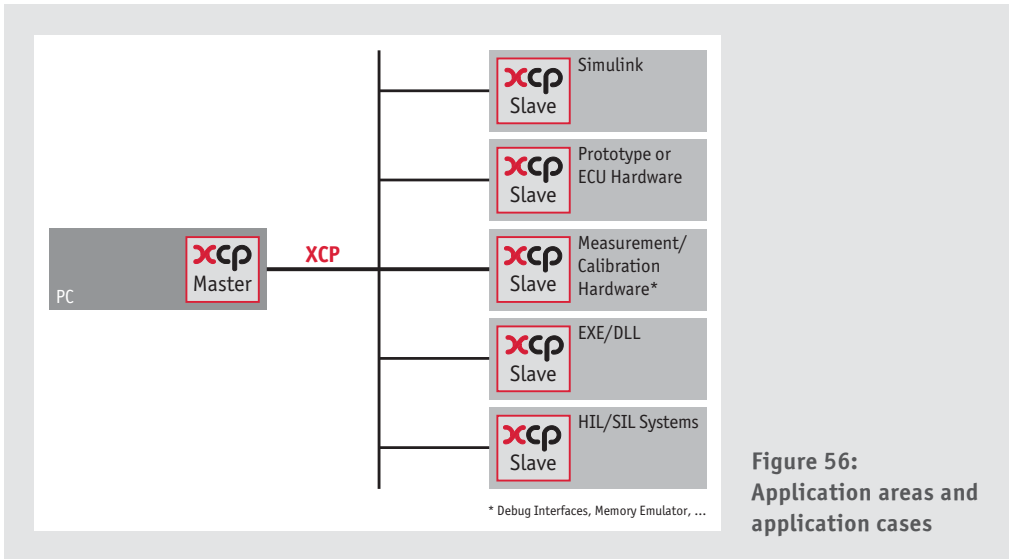 xcp
Slave
Simulink
xcp
Slave
Prototype or
ECU Hardware
PC
xcp
Master
XCP
xcp
Slave
Measurement/
Calibration
Hardware*
xcp
Slave
EXE/DLL
xcp
Slave
HIL/SIL Systems
* Debug Interfaces, Memory Emulator, ...
Figure 56:
Application areas and
application cases